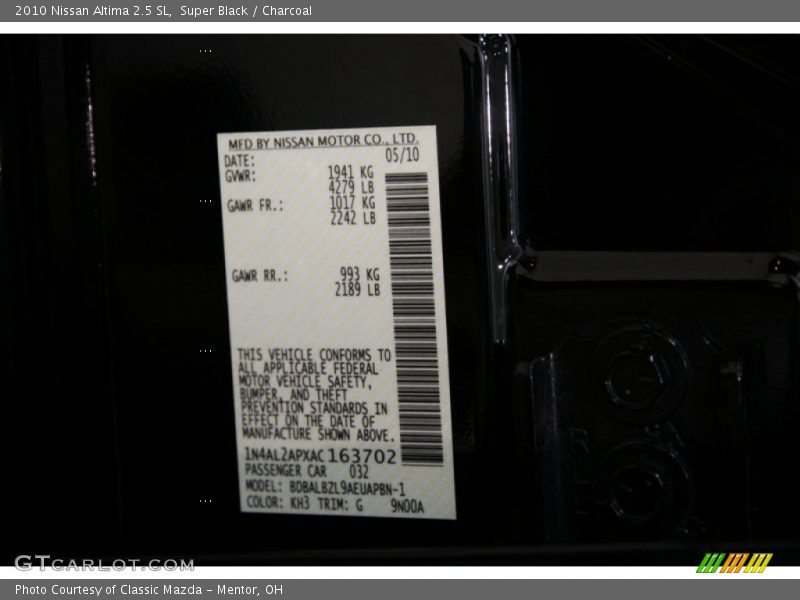 2010 Nissan Altima 2.5 SL,  Super Black / Charcoal
MFD BY NISSAN MOTOR CO., LTD.
DATE: 05/10
GVWR: 1941 KG
4279 LB
GAWR FR.: 1017 KG
2242 LB
GAWR RR.: 993 KG
2189 LB
THIS VEHICLE CONFORMS TO
ALL APPLICABLE FEDERAL
MOTOR VEHICLE SAFETY,
BUMPER, AND THEFT
PREVENTION STANDARDS IN
EFFECT ON THE DATE OF
MANUFACTURE SHOWN ABOVE.
1N4AL2APXAC163702
PASSENGER CAR 032
MODEL: BDBALBZL9AEUAPBN-1
COLOR: KH3 TRIM: G 9N00A
GTCARLOT.COM
Photo Courtesy of Classic Mazda - Mentor, OH